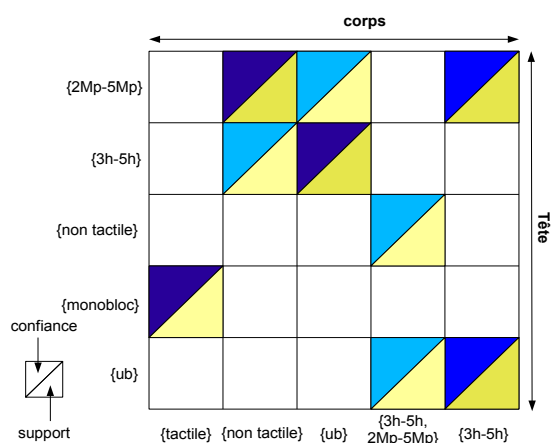 corps
{2Mp-5Mp}
{3h-5h}
{non tactile}
{monobloc}
{ub}
Tête
confiance
support
{tactile}
{non tactile}
{ub}
{3h-5h,
2Mp-5Mp}
{3h-5h}